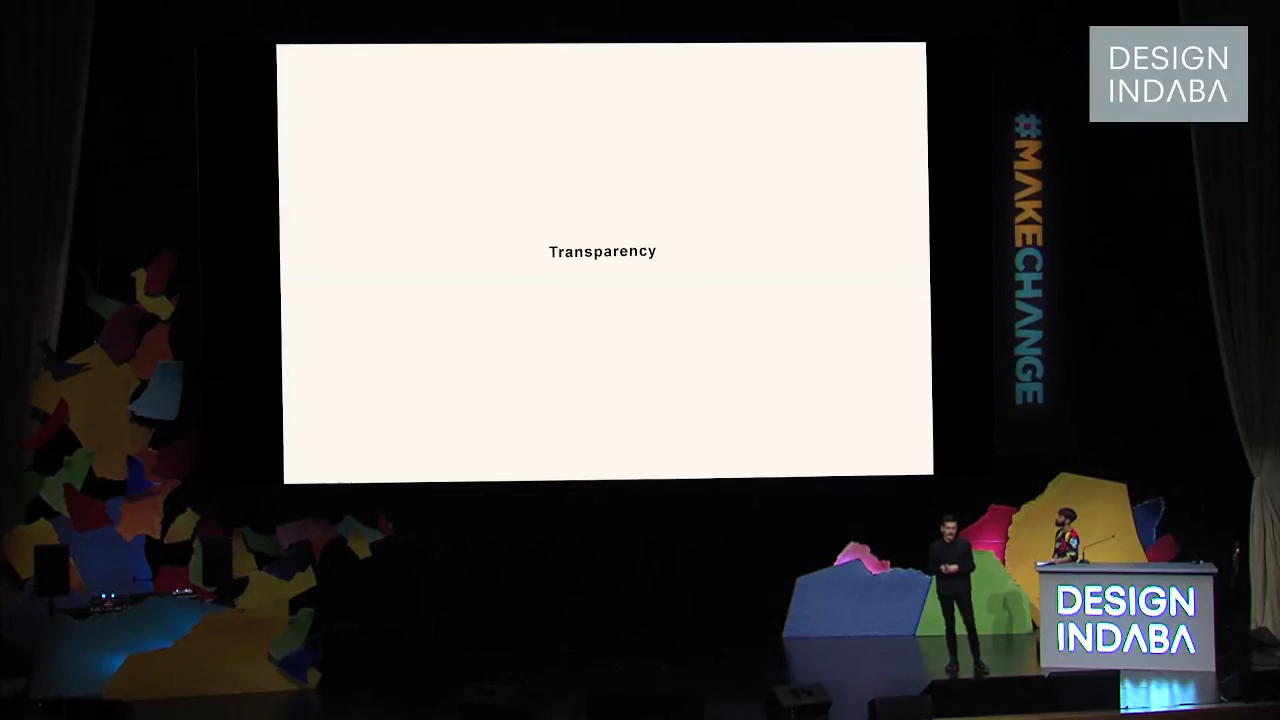 DESIGN
INDABA
#MAKECHANGE
Transparency
DESIGN
INDABA